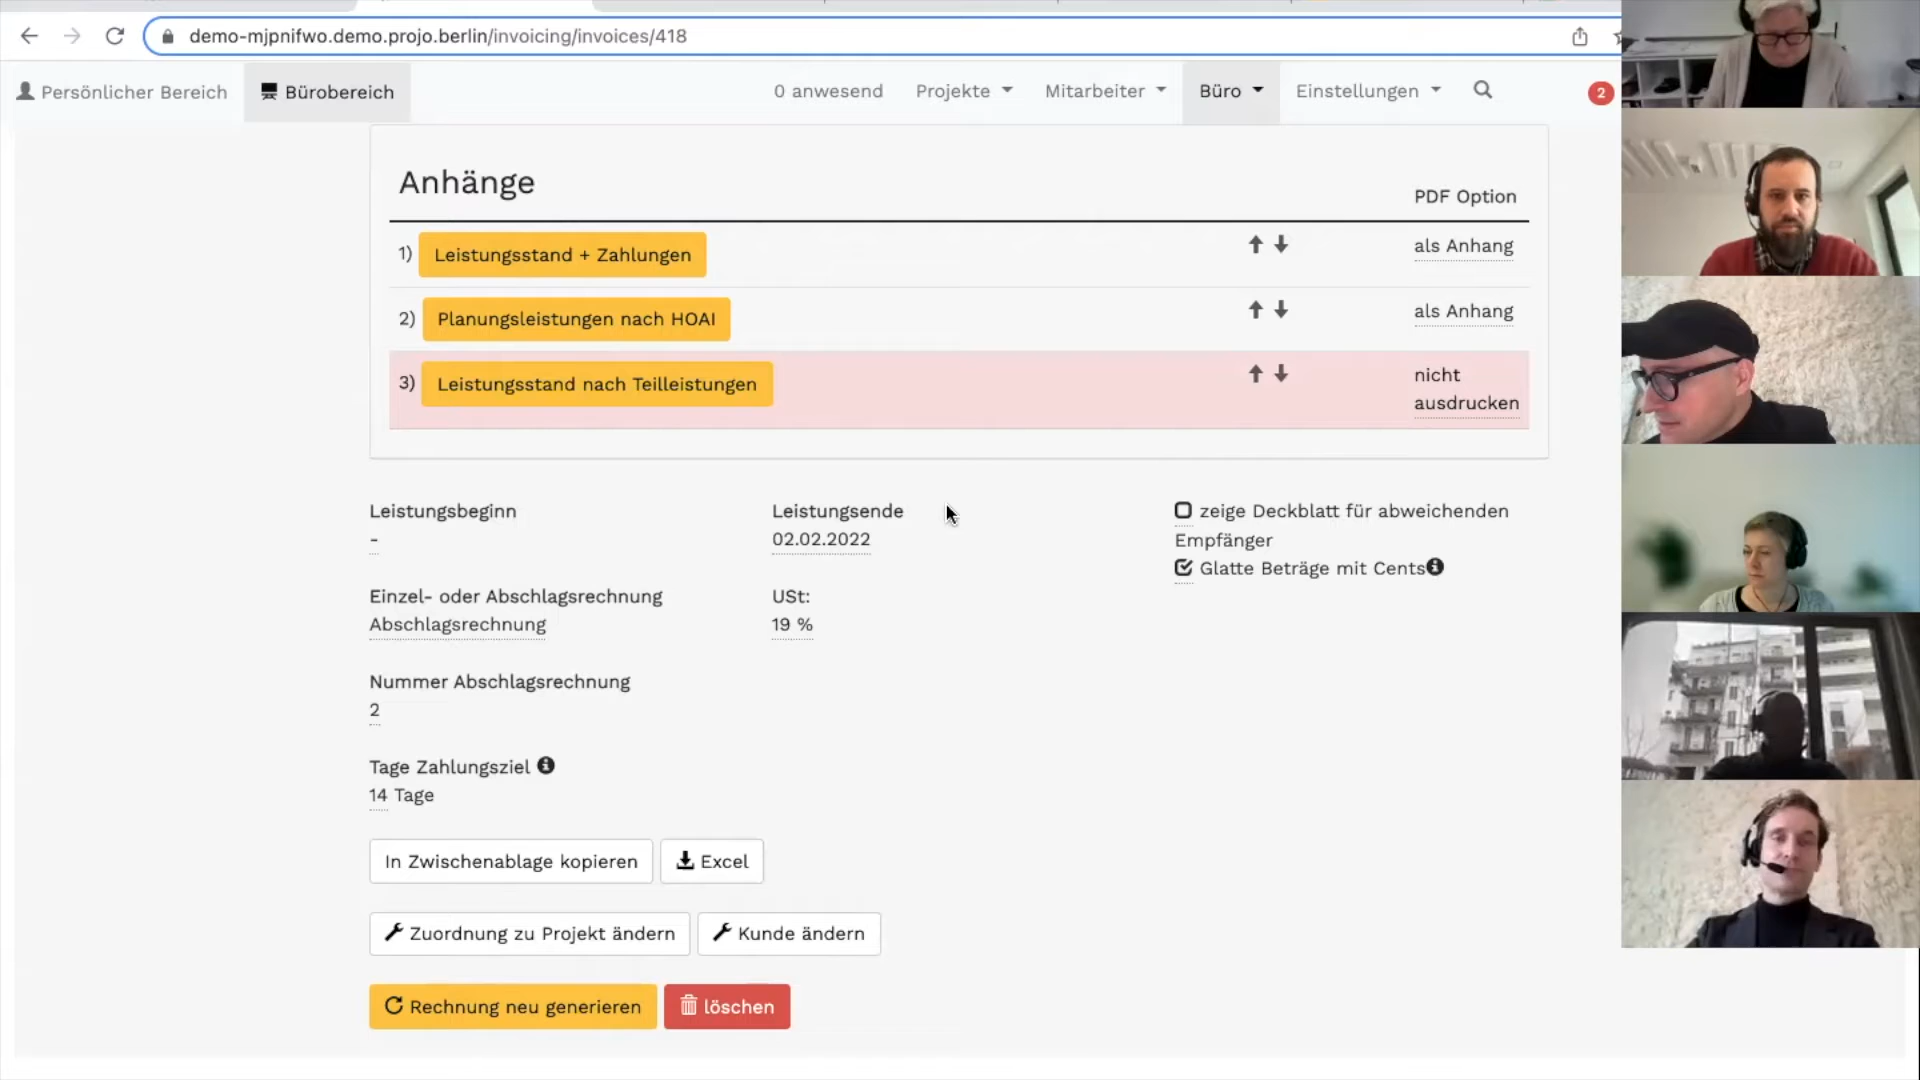 demo-mjpnifwo.demo.projo.berlin/invoicing/invoices/418
Persönlicher Bereich
Bürobereich
0 anwesend
Projekte
Mitarbeiter
Büro
Einstellungen
2
Anhänge
PDF Option
1) Leistungsstand + Zahlungen
als Anhang
2) Planungsleistungen nach HOAI
als Anhang
3) Leistungsstand nach Teilleistungen
nicht
ausdrucken
Leistungsbeginn
-
Leistungsende
02.02.2022
zeige Deckblatt für abweichenden
Empfänger
Glatte Beträge mit Cents
Einzel- oder Abschlagsrechnung
Abschlagsrechnung
USt:
19 %
Nummer Abschlagsrechnung
2
Tage Zahlungsziel
14 Tage
In Zwischenablage kopieren
Excel
Zuordnung zu Projekt ändern
Kunde ändern
Rechnung neu generieren
löschen